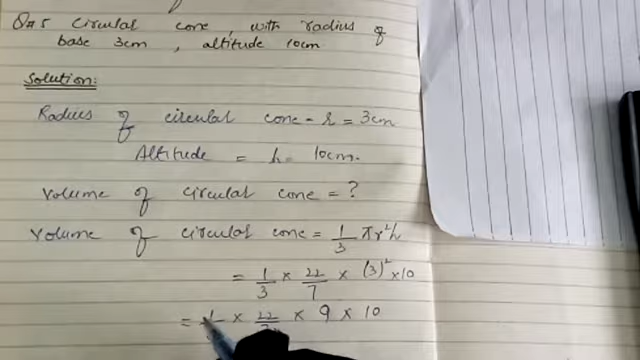 Q#5 Circular cone, with radius of
base 3cm, altitude 10cm
Solution:
Radius of circular cone = r = 3cm
Altitude = h = 10cm.
Volume of circular cone = ?
Volume of circular cone = 1/3 πr²h
= 1/3 × 22/7 × (3)² × 10
= 1 × 22 × 9 × 10